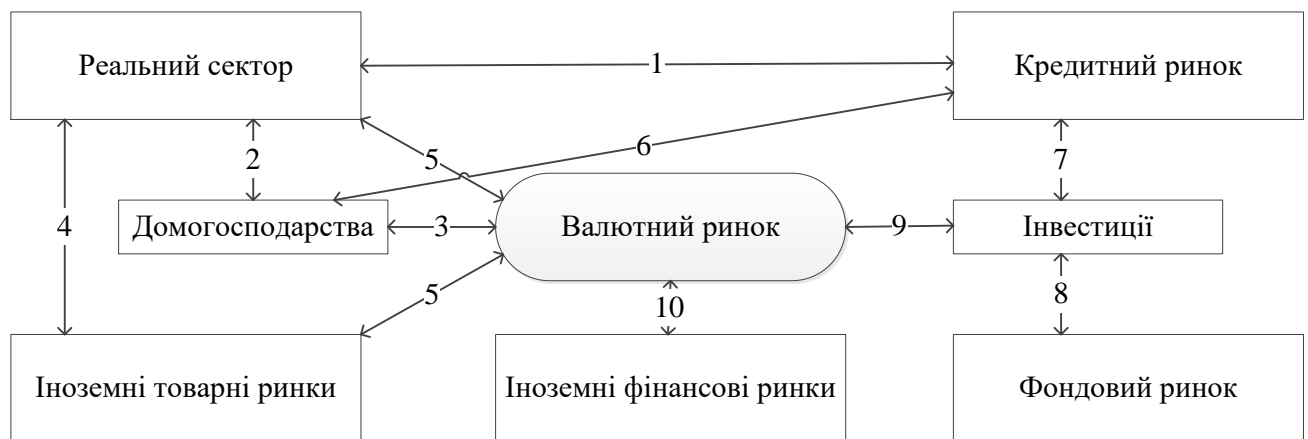 Реальний сектор
1
Кредитний ринок
2
5
6
7
4
Домогосподарства
3
Валютний ринок
9
Інвестиції
5
10
8
Іноземні товарні ринки
Іноземні фінансові ринки
Фондовий ринок